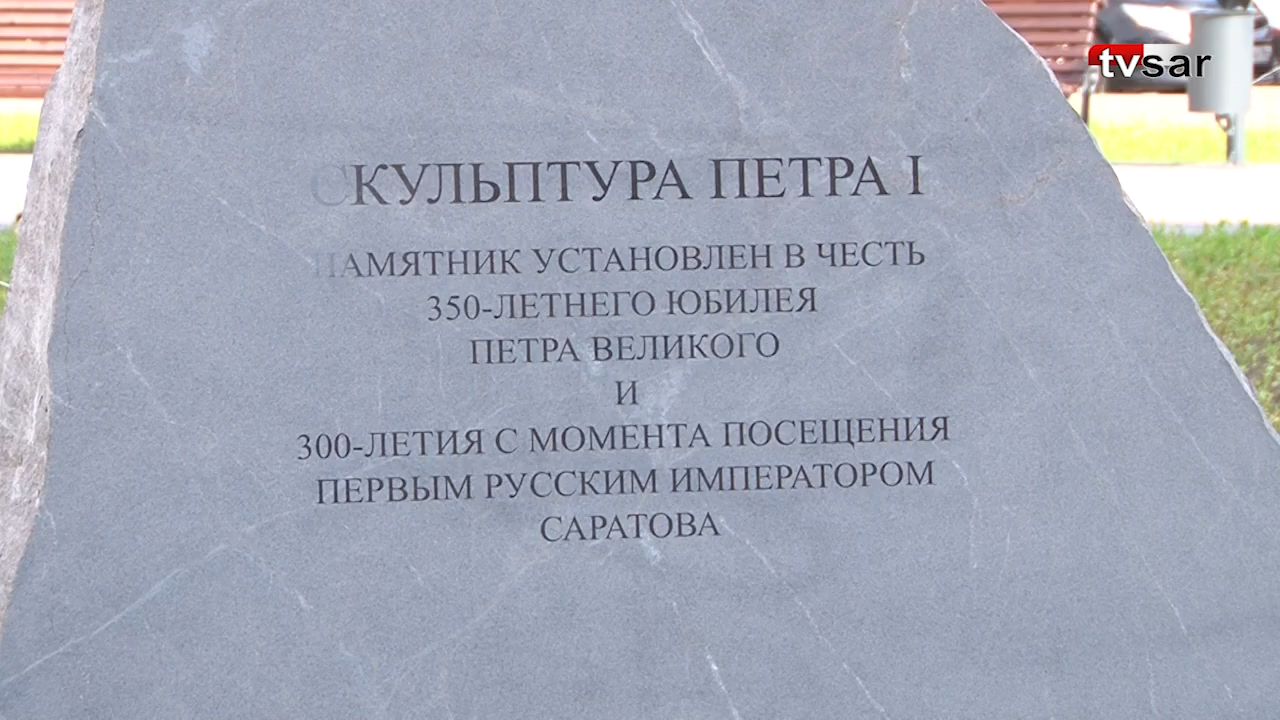 tvsar
СКУЛЬПТУРА ПЕТРА I
ПАМЯТНИК УСТАНОВЛЕН В ЧЕСТЬ
350-ЛЕТНЕГО ЮБИЛЕЯ
ПЕТРА ВЕЛИКОГО
И
300-ЛЕТИЯ С МОМЕНТА ПОСЕЩЕНИЯ
ПЕРВЫМ РУССКИМ ИМПЕРАТОРОМ
САРАТОВА